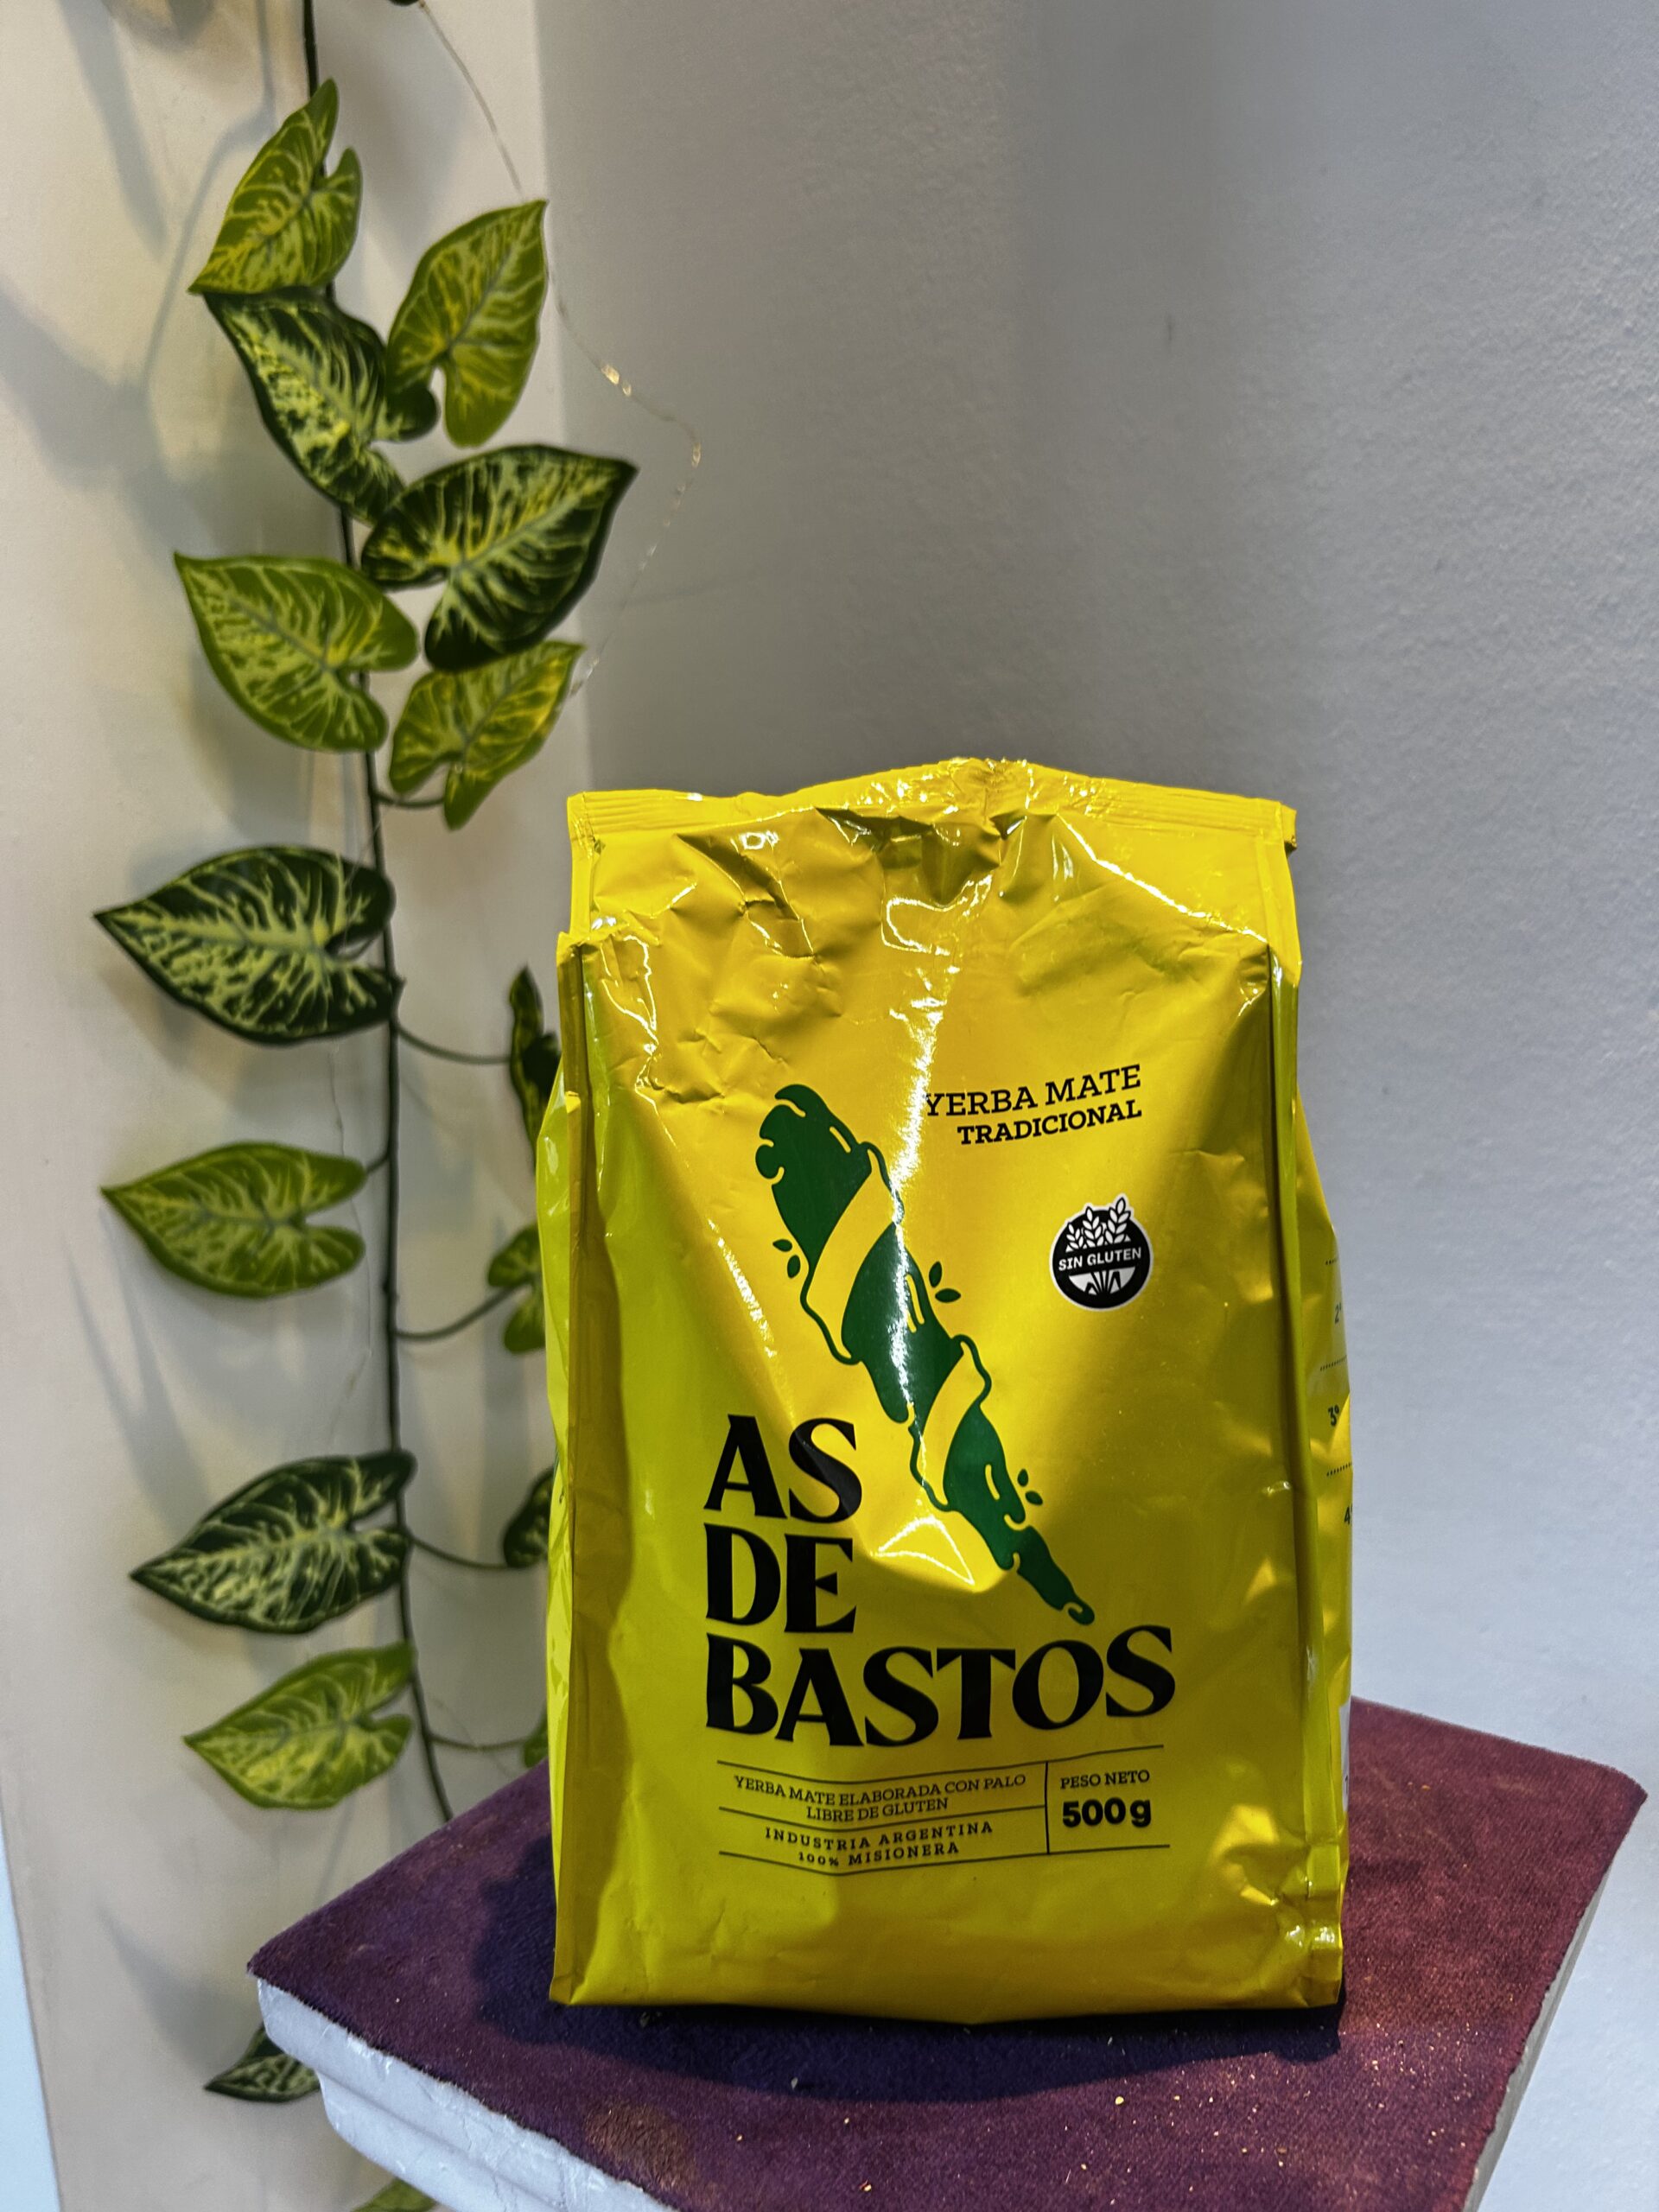 YERBA MATE
TRADICIONAL
SIN GLUTEN
AS
DE
BASTOS
YERBA MATE ELABORADA CON PALO
LIBRE DE GLUTEN
INDUSTRIA ARGENTINA
100% MISIONERA
PESO NETO
500g
3º